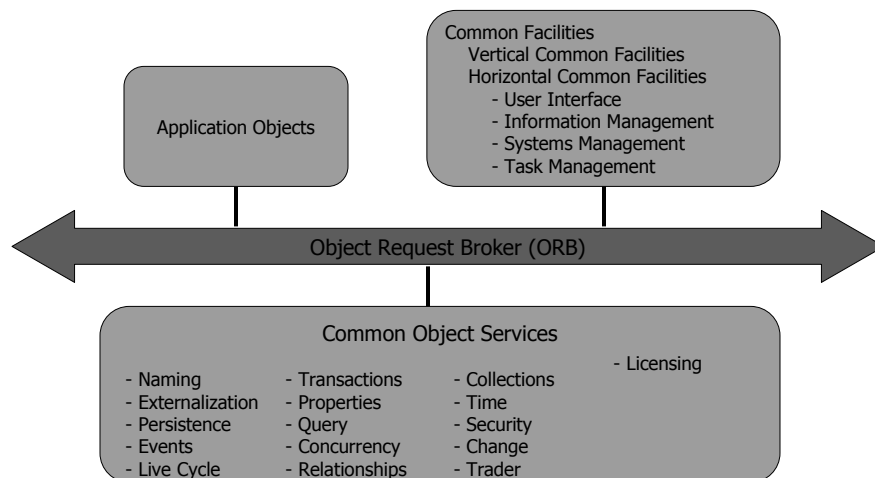 Common Facilities
Vertical Common Facilities
Horizontal Common Facilities
- User Interface
- Information Management
- Systems Management
- Task Management
Application Objects
Object Request Broker (ORB)
Common Object Services
- Licensing
- Naming - Transactions - Collections
- Externalization - Properties - Time
- Persistence - Query - Security
- Events - Concurrency - Change
- Live Cycle - Relationships - Trader